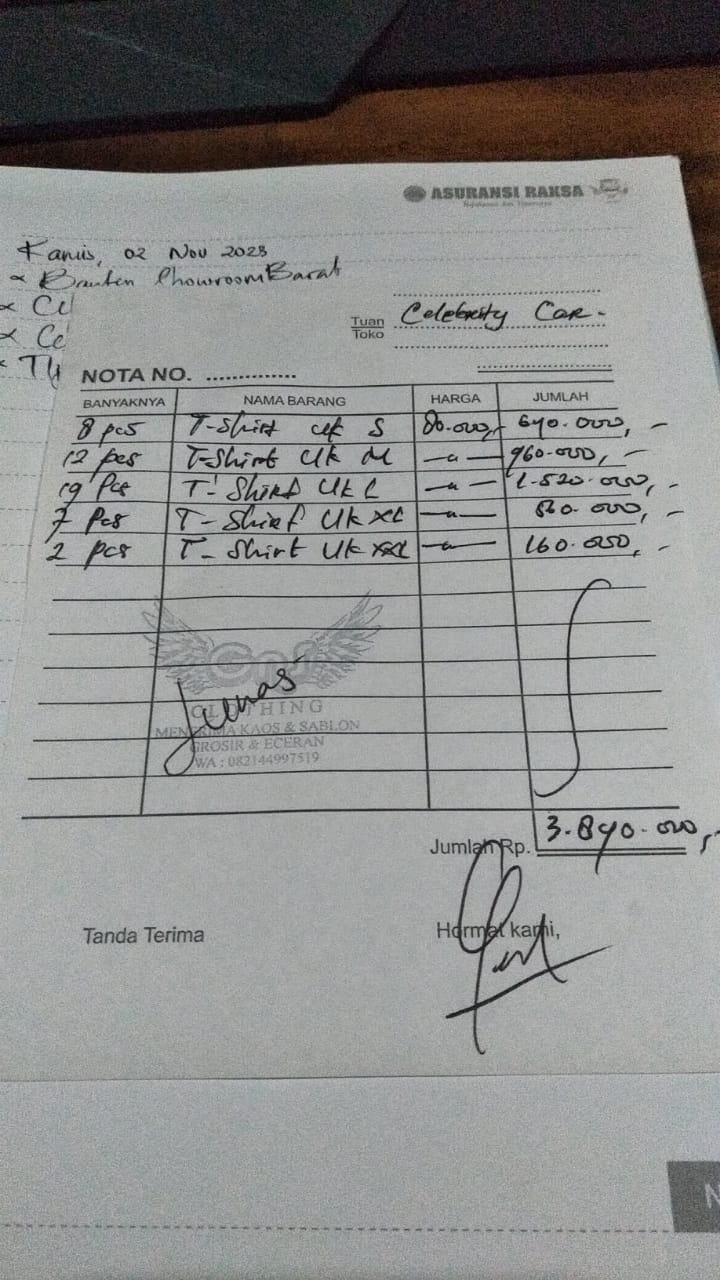 ASURANSI RAKSA
Kamis, 02 Nov 2023
Banten Showroom Barat
Ce
Ce
Tuan
Toko
Celebrity Car -
NOTA NO. ..............
BANYAKNYA NAMA BARANG HARGA JUMLAH
8 pcs T-Shirt Uk S 80.000,- 640.000,-
12 pcs T-Shirt Uk M —〃— 960.000,-
19 Pcs T-Shirt Uk L —〃— 1.520.000,-
7 Pcs T-Shirt Uk XL —〃— 560.000,-
2 pcs T-Shirt Uk XXL —〃— 160.000,-
Lunas
CLOTHING
MENERIMA KAOS & SABLON
GROSIR & ECERAN
WA : 082144997519
Jumlah Rp. 3.840.000,-
Tanda Terima Hormat kami,
N